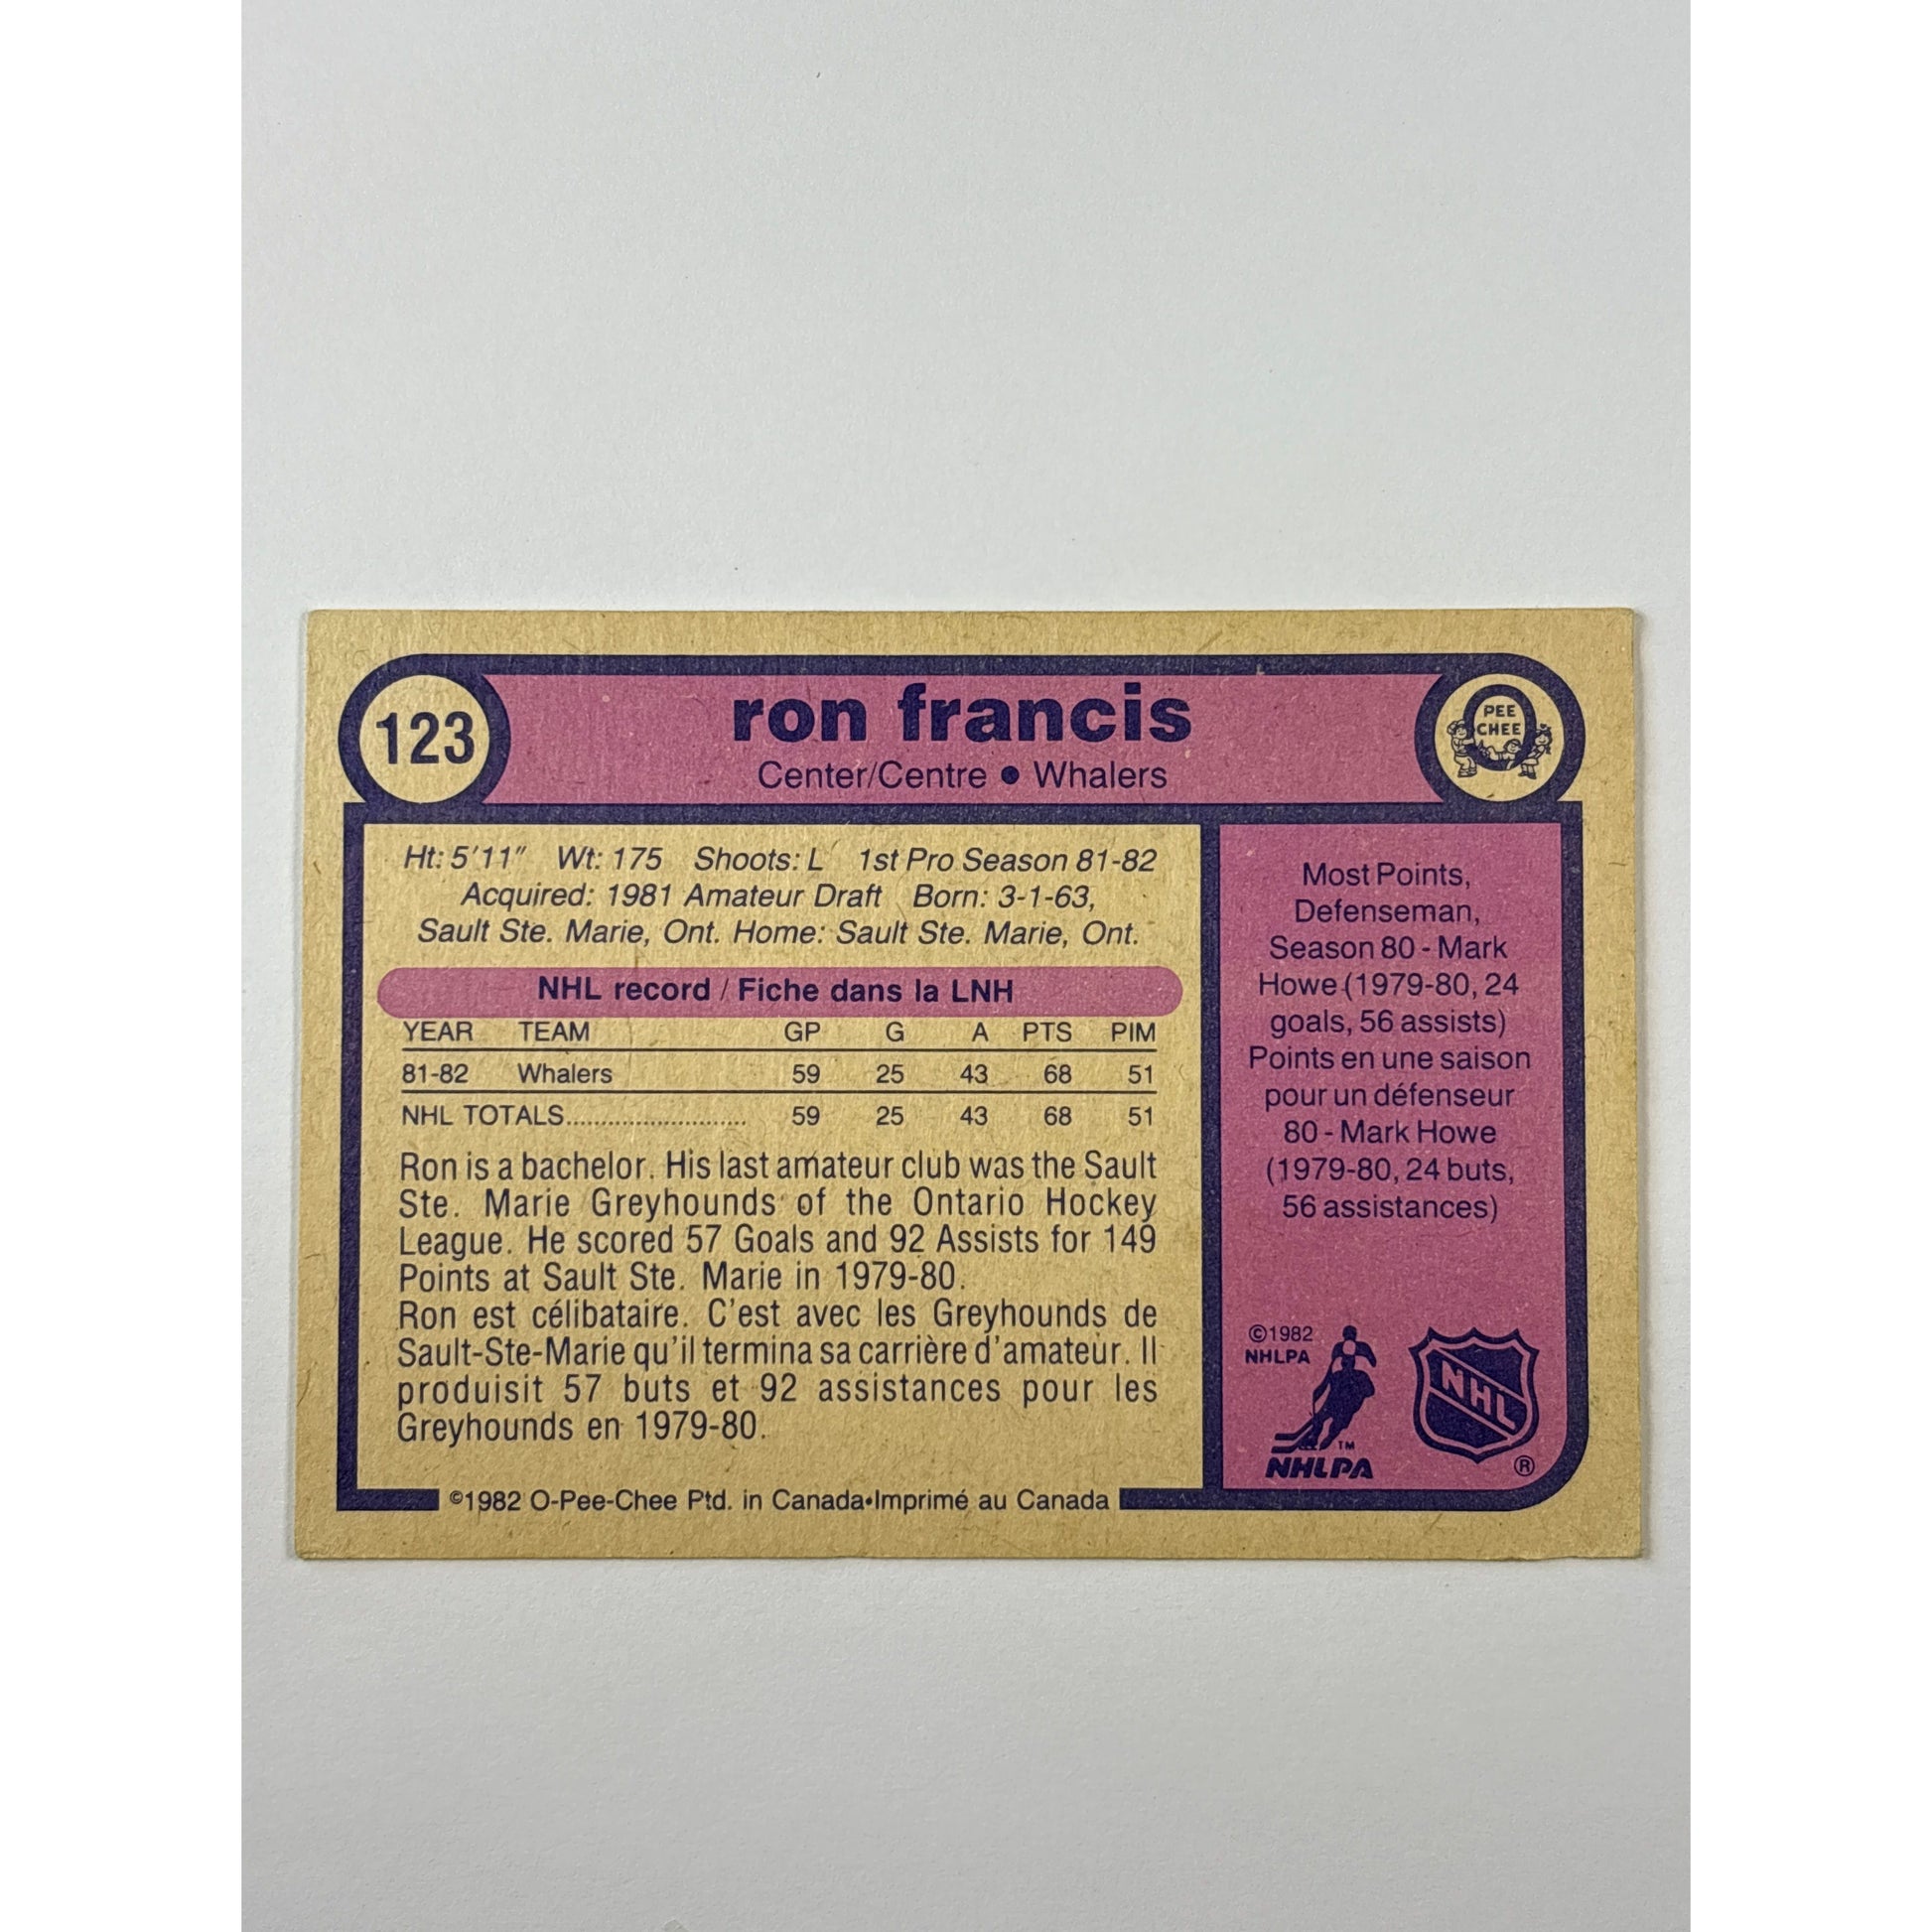 123
ron francis
Center/Centre • Whalers
PEE
CHEE
Ht: 5'11" Wt: 175 Shoots: L 1st Pro Season 81-82
Acquired: 1981 Amateur Draft Born: 3-1-63,
Sault Ste. Marie, Ont. Home: Sault Ste. Marie, Ont.
NHL record / Fiche dans la LNH
YEAR TEAM GP G A PTS PIM
81-82 Whalers 59 25 43 68 51
NHL TOTALS.......................... 59 25 43 68 51
Ron is a bachelor. His last amateur club was the Sault
Ste. Marie Greyhounds of the Ontario Hockey
League. He scored 57 Goals and 92 Assists for 149
Points at Sault Ste. Marie in 1979-80.
Ron est célibataire. C'est avec les Greyhounds de
Sault-Ste-Marie qu'il termina sa carrière d'amateur. Il
produisit 57 buts et 92 assistances pour les
Greyhounds en 1979-80.
©1982 O-Pee-Chee Ptd. in Canada•Imprimé au Canada
Most Points,
Defenseman,
Season 80 - Mark
Howe (1979-80, 24
goals, 56 assists)
Points en une saison
pour un défenseur
80 - Mark Howe
(1979-80, 24 buts,
56 assistances)
©1982
NHLPA
TM
NHLPA
NHL
®